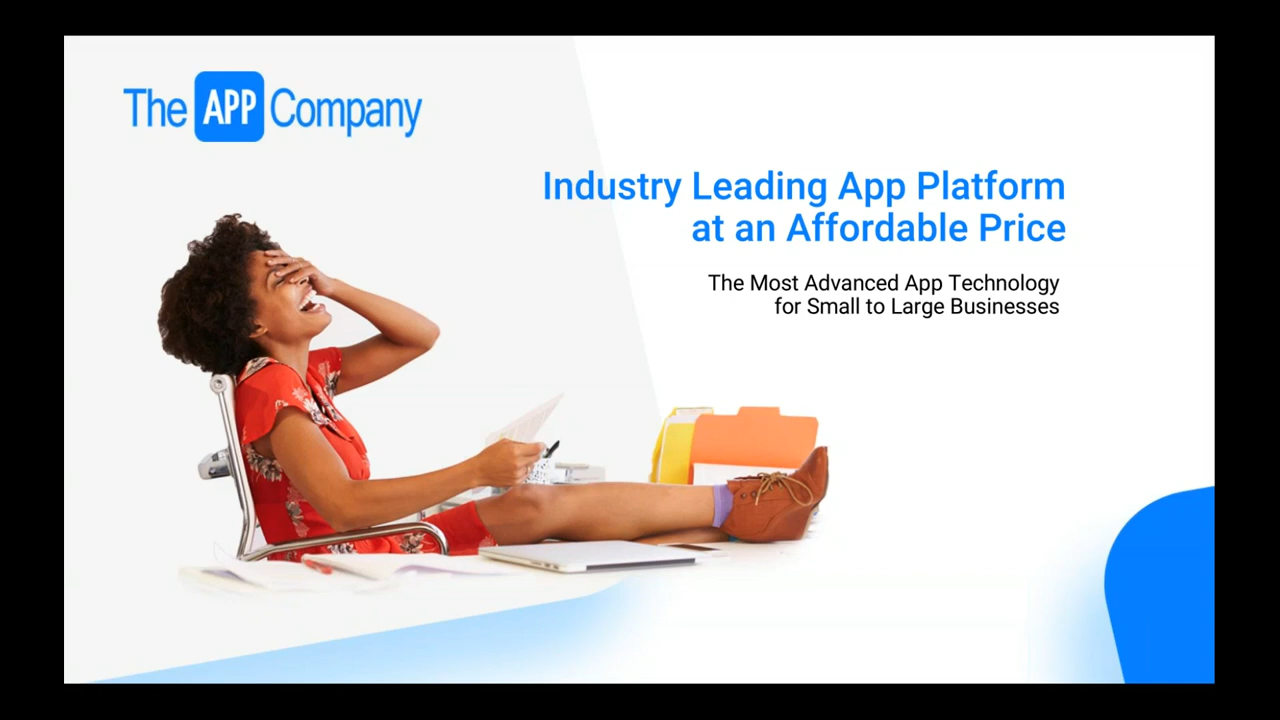 The APP Company
Industry Leading App Platform
at an Affordable Price
The Most Advanced App Technology
for Small to Large Businesses